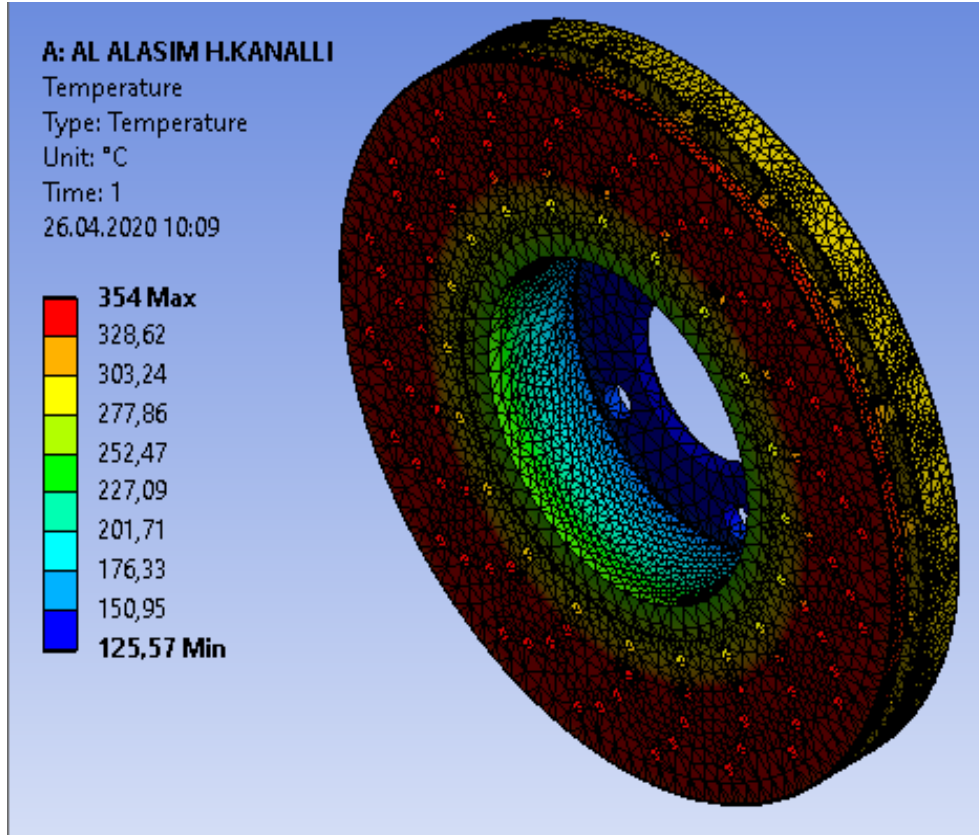 A: AL ALASIM H.KANALLI
Temperature
Type: Temperature
Unit: °C
Time: 1
26.04.2020 10:09
354 Max
328,62
303,24
277,86
252,47
227,09
201,71
176,33
150,95
125,57 Min